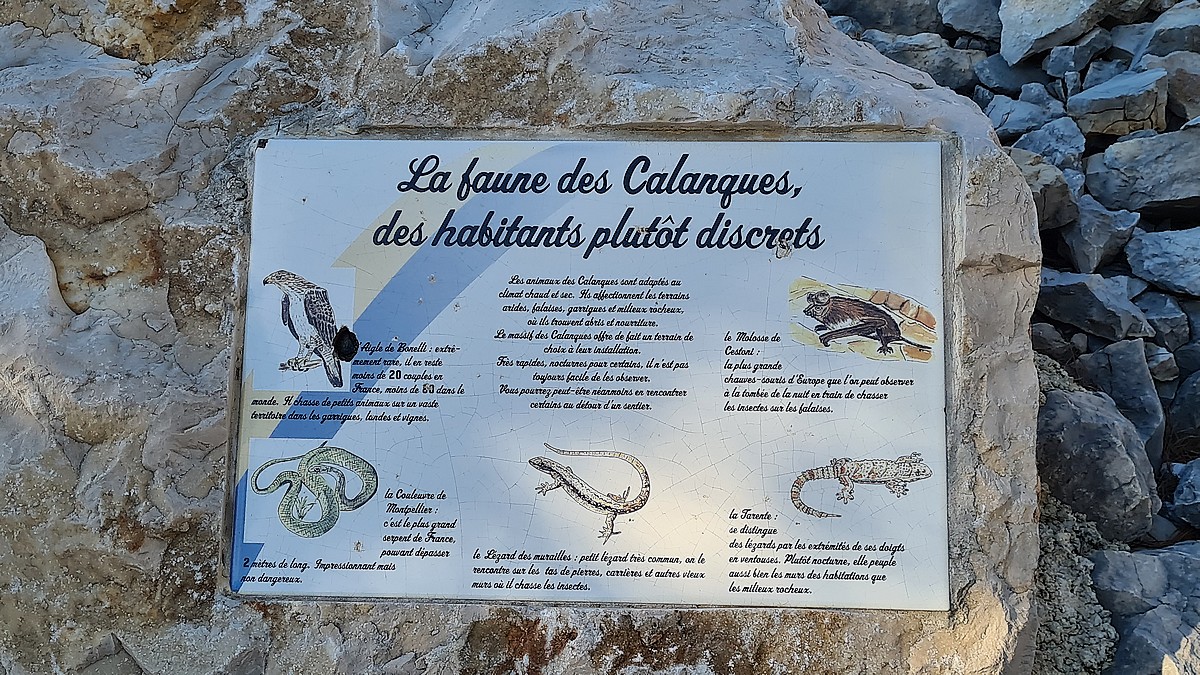 La faune des Calanques,
des habitants plutôt discrets
Les animaux des Calanques sont adaptés au
climat chaud et sec. Ils affectionnent les terrains
arides, falaises, garrigues et milieux rocheux,
où ils trouvent abris et nourriture.
Le massif des Calanques offre de fait un terrain de
choix à leur installation.
Très rapides, nocturnes pour certains, il n'est pas
toujours facile de les observer.
Vous pourrez peut-être néanmoins en rencontrer
certains au détour d'un sentier.
l'Aigle de Bonelli : extrê-
mement rare, il en reste
moins de 20 couples en
France, moins de 80 dans le
monde. Il chasse de petits animaux sur un vaste
territoire dans les garrigues, landes et vignes.
le Molosse de
Cestoni :
la plus grande
chauves-souris d'Europe que l'on peut observer
à la tombée de la nuit en train de chasser
les insectes sur les falaises.
la Couleuvre de
Montpellier :
c'est le plus grand
serpent de France,
pouvant dépasser
2 mètres de long. Impressionnant mais
non dangereux.
le Lézard des murailles : petit lézard très commun, on le
rencontre sur les tas de pierres, carrières et autres vieux
murs où il chasse les insectes.
la Tarente :
se distingue
des lézards par les extrémités de ses doigts
en ventouses. Plutôt nocturne, elle peuple
aussi bien les murs des habitations que
les milieux rocheux.